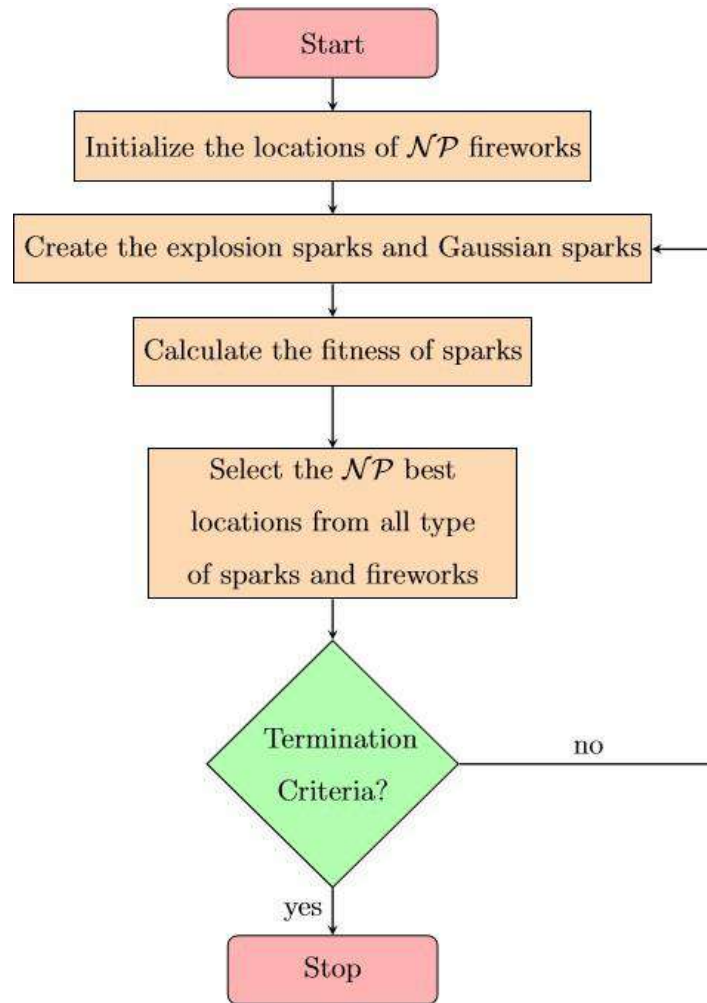 Start
Initialize the locations of 𝒩𝒫 fireworks
Create the explosion sparks and Gaussian sparks
Calculate the fitness of sparks
Select the 𝒩𝒫 best
locations from all type
of sparks and fireworks
Termination
Criteria?
no
yes
Stop